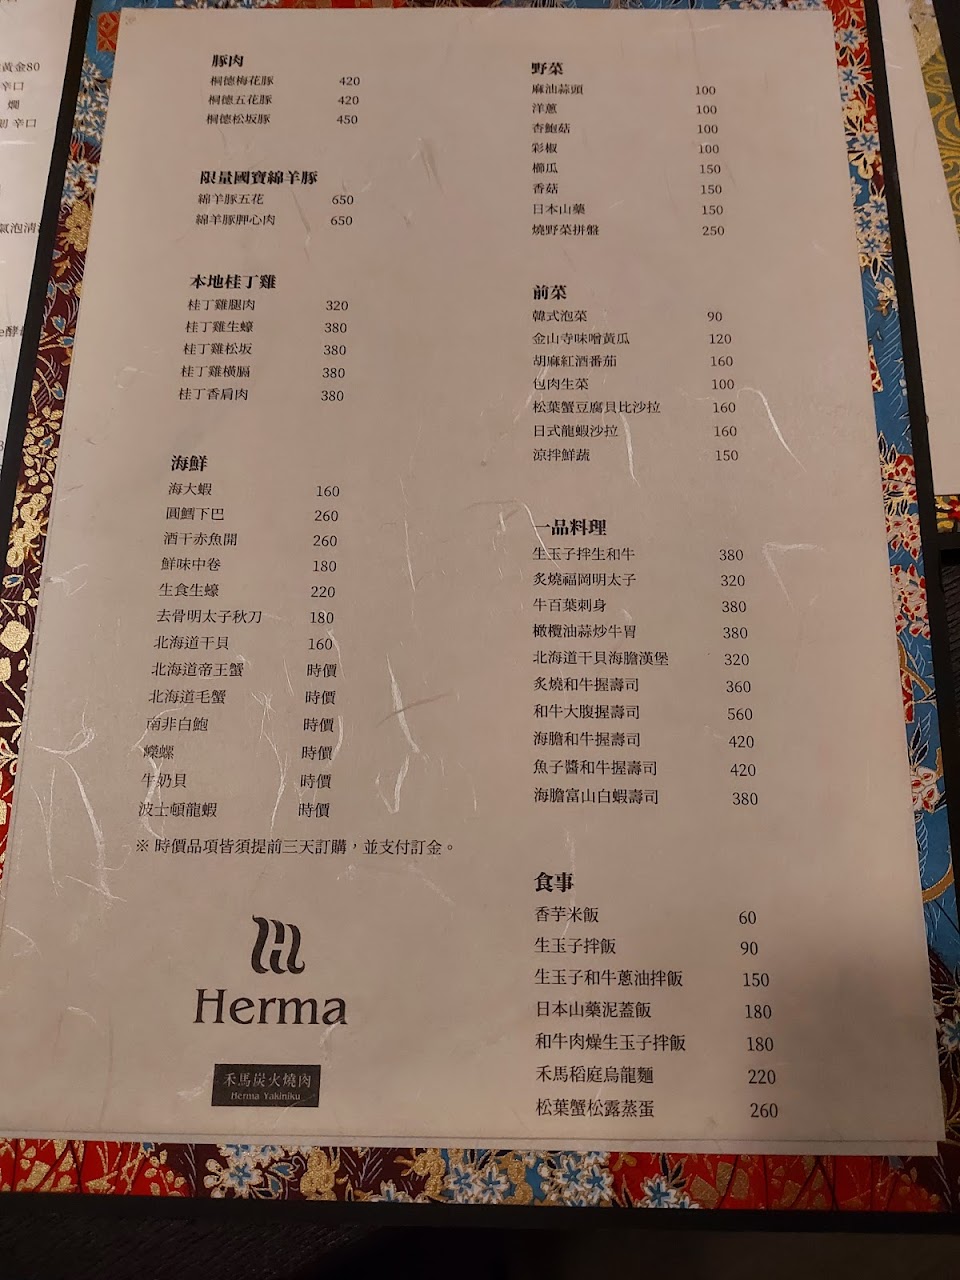 豚肉
桐德梅花豚 420
桐德五花豚 420
桐德松坂豚 450
限量國寶綿羊豚
綿羊豚五花 650
綿羊豚胛心肉 650
本地桂丁雞
桂丁雞腿肉 320
桂丁雞生蠔 380
桂丁雞松坂 380
桂丁雞橫膈 380
桂丁香肩肉 380
海鮮
海大蝦 160
圓鱈下巴 260
酒干赤魚開 260
鮮味中卷 180
生食生蠔 220
去骨明太子秋刀 180
北海道干貝 160
北海道帝王蟹 時價
北海道毛蟹 時價
南非白鮑 時價
蠑螺 時價
牛奶貝 時價
波士頓龍蝦 時價
※ 時價品項皆須提前三天訂購，並支付訂金。
Herma
禾馬炭火燒肉
Herma Yakiniku
野菜
麻油蒜頭 100
洋蔥 100
杏鮑菇 100
彩椒 100
櫛瓜 150
香菇 150
日本山藥 150
燒野菜拼盤 250
前菜
韓式泡菜 90
金山寺味噌黃瓜 120
胡麻紅酒番茄 160
包肉生菜 100
松葉蟹豆腐貝比沙拉 160
日式龍蝦沙拉 160
涼拌鮮蔬 150
一品料理
生玉子拌生和牛 380
炙燒福岡明太子 320
牛百葉刺身 380
橄欖油蒜炒牛胃 380
北海道干貝海膽漢堡 320
炙燒和牛握壽司 360
和牛大腹握壽司 560
海膽和牛握壽司 420
魚子醬和牛握壽司 420
海膽富山白蝦壽司 380
食事
香芋米飯 60
生玉子拌飯 90
生玉子和牛蔥油拌飯 150
日本山藥泥蓋飯 180
和牛肉燥生玉子拌飯 180
禾馬稻庭烏龍麵 220
松葉蟹松露蒸蛋 260
黃金80
辛口
爛
辛口
氣泡清